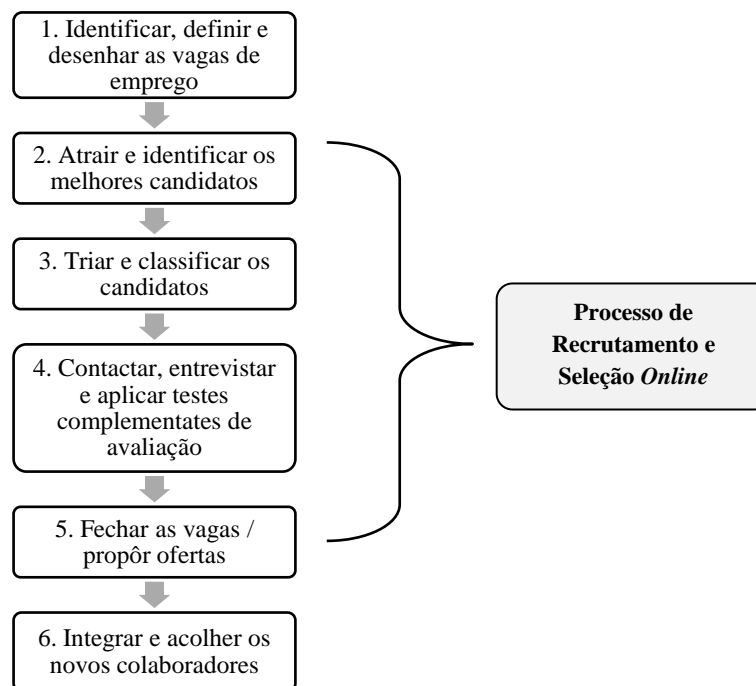 1. Identificar, definir e
desenhar as vagas de
emprego
2. Atrair e identificar os
melhores candidatos
3. Triar e classificar os
candidatos
4. Contactar, entrevistar
e aplicar testes
complementates de
avaliação
5. Fechar as vagas /
propôr ofertas
6. Integrar e acolher os
novos colaboradores
Processo de
Recrutamento e
Seleção Online